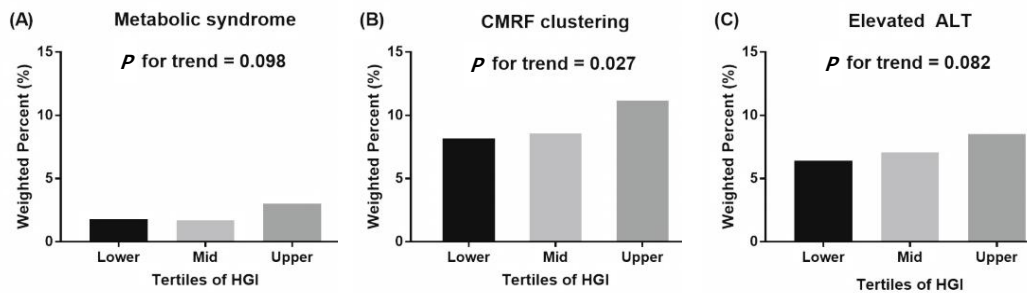 (A) Metabolic syndrome
P for trend = 0.098
Weighted Percent (%)
15
10
5
0
Lower Mid Upper
Tertiles of HGI
(B) CMRF clustering
P for trend = 0.027
Weighted Percent (%)
15
10
5
0
Lower Mid Upper
Tertiles of HGI
(C) Elevated ALT
P for trend = 0.082
Weighted Percent (%)
15
10
5
0
Lower Mid Upper
Tertiles of HGI